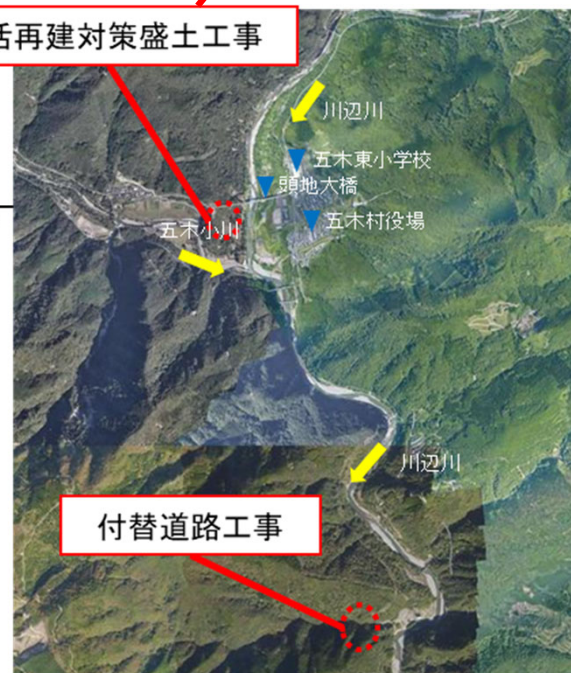 活再建対策盛土工事
川辺川
五木東小学校
頭地大橋
五木村役場
五木小川
川辺川
付替道路工事